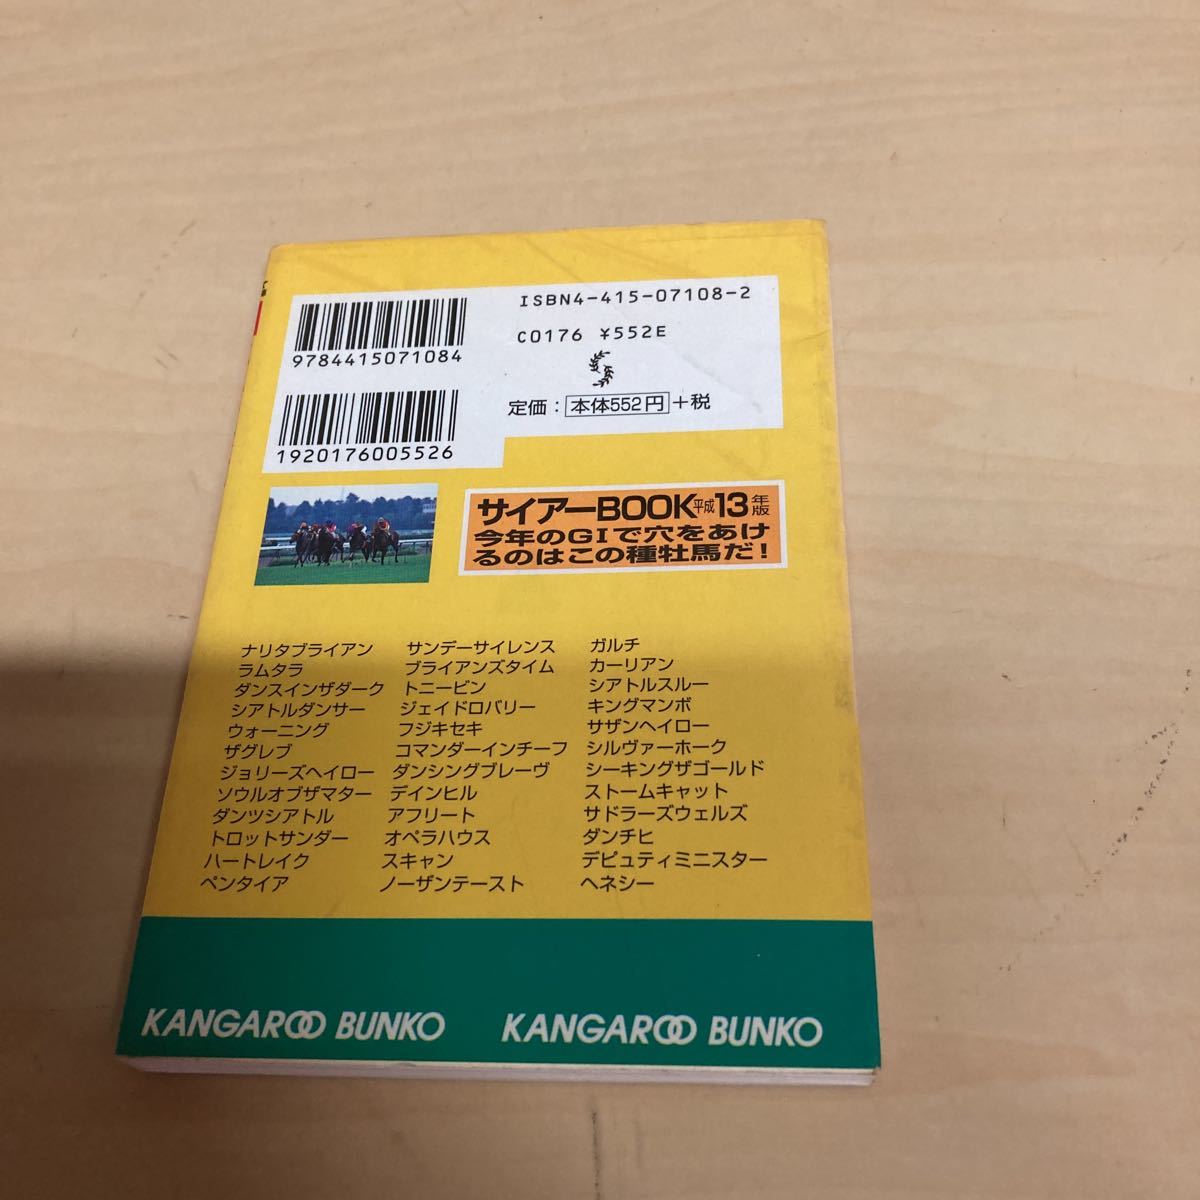 ISBN4-415-07108-2
C0176 ¥552E
9784415071084
定価：本体552円+税
1920176005526
サイアーBOOK平成13年版
今年のGIで穴をあけ
るのはこの種牡馬だ！
ナリタブライアン サンデーサイレンス ガルチ
ラムタラ ブライアンズタイム カーリアン
ダンスインザダーク トニービン シアトルスルー
シアトルダンサー ジェイドロバリー キングマンボ
ウォーニング フジキセキ サザンヘイロー
ザグレブ コマンダーインチーフ シルヴァーホーク
ジョリーズヘイロー ダンシングブレーヴ シーキングザゴールド
ソウルオブザマター デインヒル ストームキャット
ダンツシアトル アフリート サドラーズウェルズ
トロットサンダー オペラハウス ダンチヒ
ハートレイク スキャン デピュティミニスター
ペンタイア ノーザンテースト ヘネシー
KANGAROO BUNKO KANGAROO BUNKO